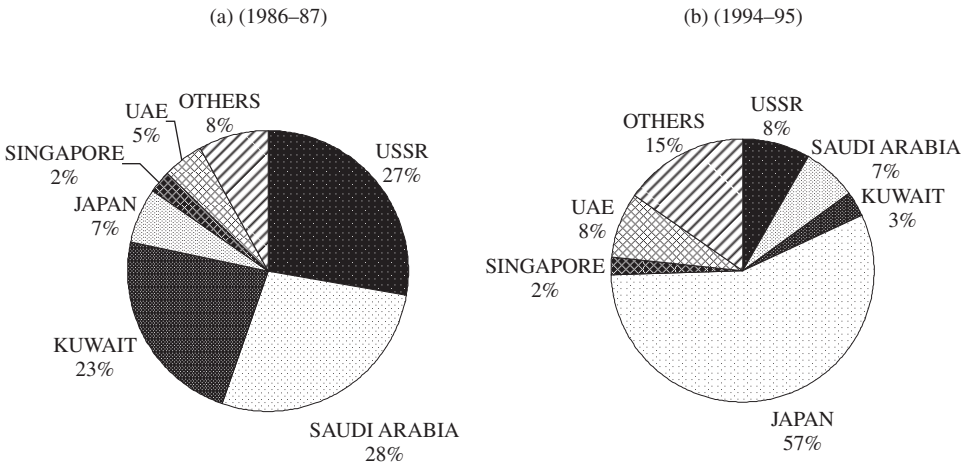 (a) (1986–87)
OTHERS
8%
UAE
5%
SINGAPORE
2%
JAPAN
7%
KUWAIT
23%
USSR
27%
SAUDI ARABIA
28%
(b) (1994–95)
USSR
8%
OTHERS
15%
SAUDI ARABIA
7%
KUWAIT
3%
UAE
8%
SINGAPORE
2%
JAPAN
57%